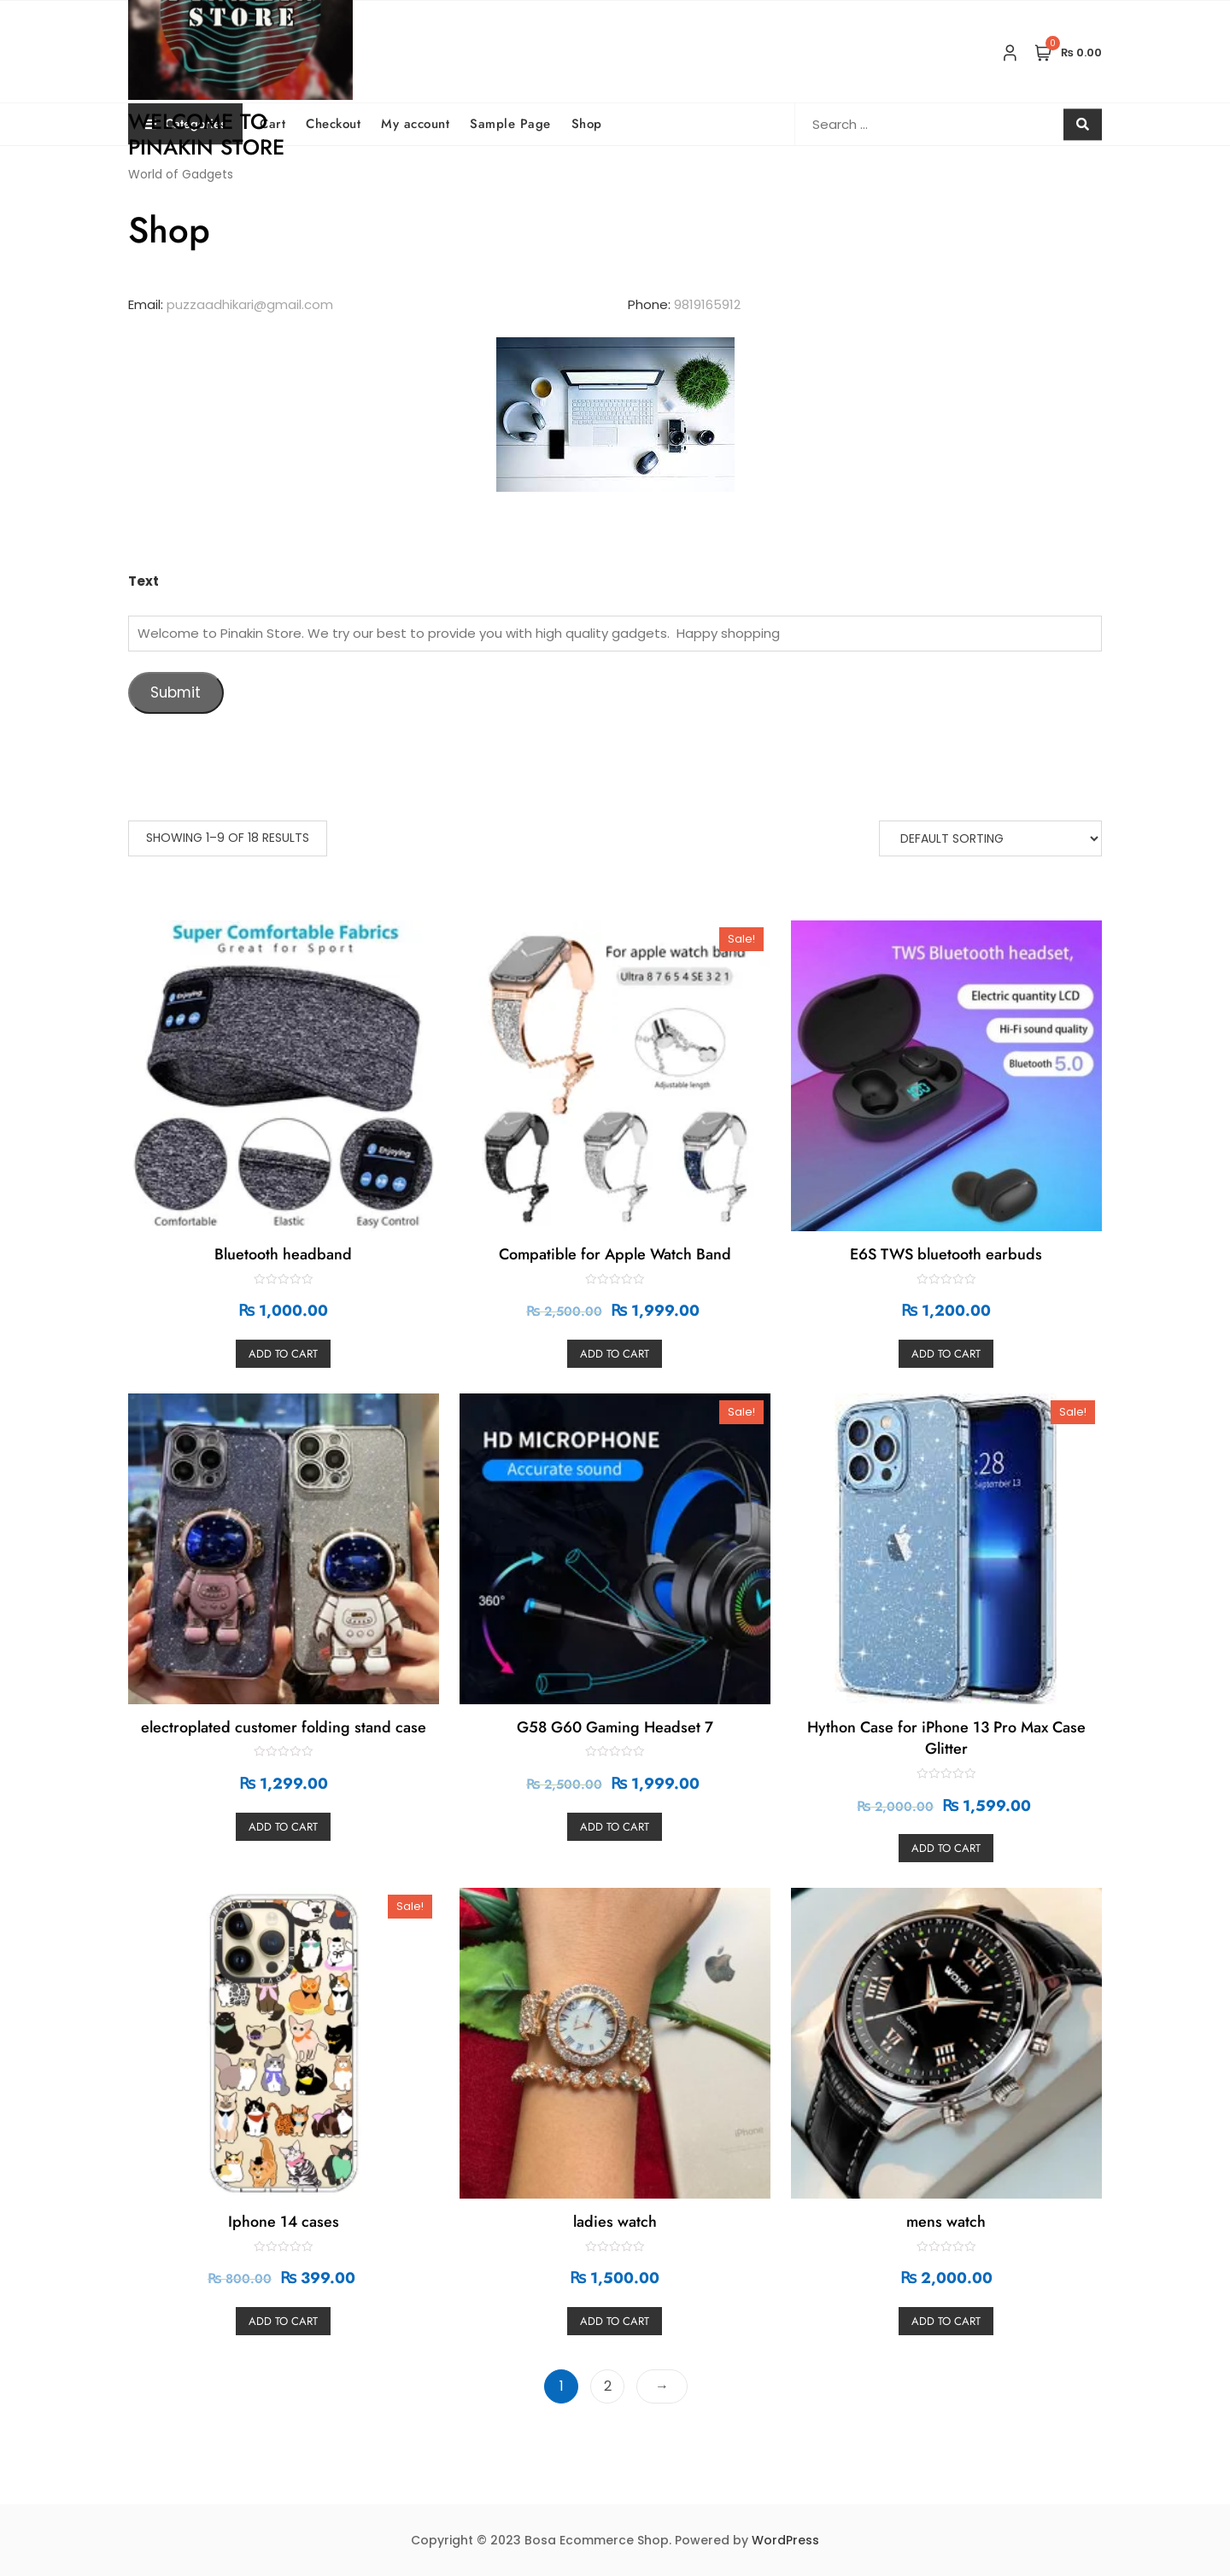 STORE
0
₨ 0.00
WELCOME TO
PINAKIN STORE
Categories
Cart
Checkout
My account
Sample Page
Shop
Search ...
World of Gadgets
Shop
Email: puzzaadhikari@gmail.com
Phone: 9819165912
Text
Welcome to Pinakin Store. We try our best to provide you with high quality gadgets. Happy shopping
Submit
SHOWING 1–9 OF 18 RESULTS
DEFAULT SORTING
Super Comfortable Fabrics
Great for Sport
Enjoying
Enjoying
Comfortable
Elastic
Easy Control
Bluetooth headband
₨ 1,000.00
ADD TO CART
Sale!
For apple watch band
Ultra 8 7 6 5 4 SE 3 2 1
Adjustable length
Compatible for Apple Watch Band
₨ 2,500.00 ₨ 1,999.00
ADD TO CART
TWS Bluetooth headset,
Electric quantity LCD
Hi-Fi sound quality
Bluetooth 5.0
E6S TWS bluetooth earbuds
₨ 1,200.00
ADD TO CART
electroplated customer folding stand case
₨ 1,299.00
ADD TO CART
Sale!
HD MICROPHONE
Accurate sound
360°
G58 G60 Gaming Headset 7
₨ 2,500.00 ₨ 1,999.00
ADD TO CART
Sale!
:28
September 13
Hython Case for iPhone 13 Pro Max Case
Glitter
₨ 2,000.00 ₨ 1,599.00
ADD TO CART
Sale!
Iphone 14 cases
₨ 800.00 ₨ 399.00
ADD TO CART
iPhone
ladies watch
₨ 1,500.00
ADD TO CART
WOKAI
QUARTZ
mens watch
₨ 2,000.00
ADD TO CART
1
2
→
Copyright © 2023 Bosa Ecommerce Shop. Powered by WordPress